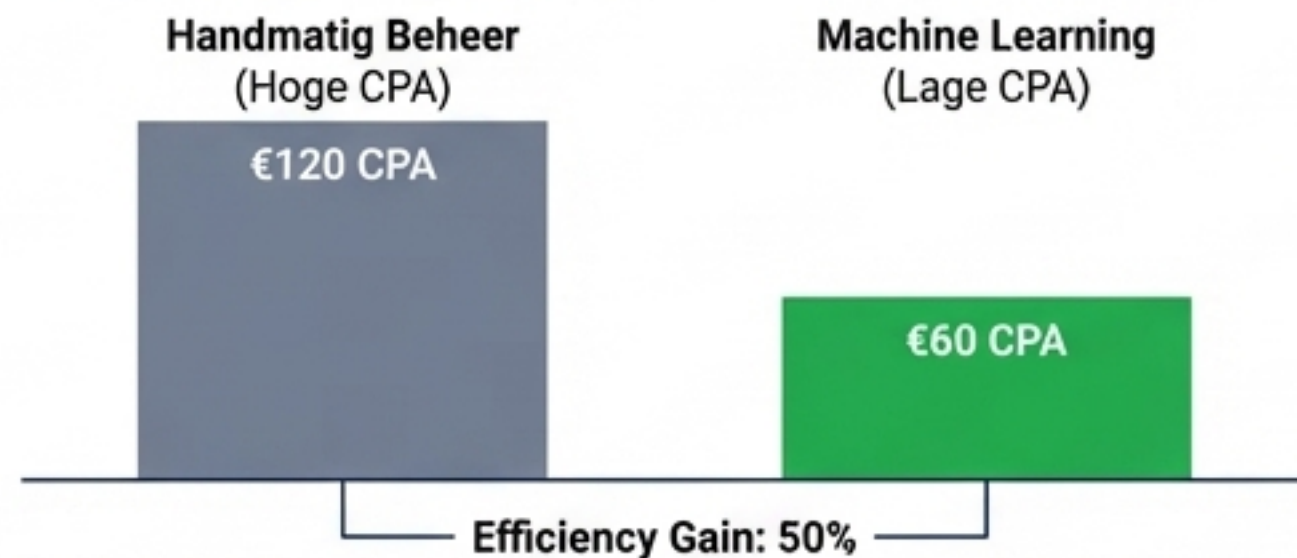 Handmatig Beheer
(Hoge CPA)
€120 CPA
Machine Learning
(Lage CPA)
€60 CPA
Efficiency Gain: 50%